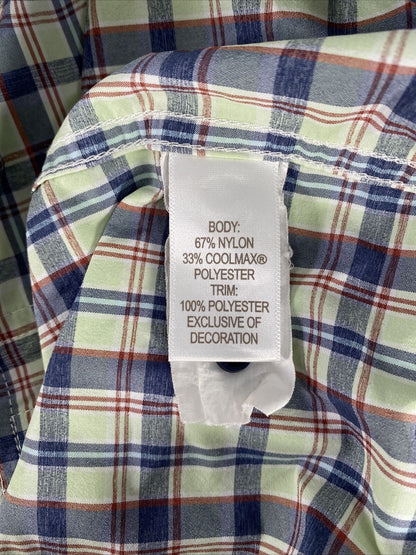 BODY:
67% NYLON
33% COOLMAX®
POLYESTER
TRIM:
100% POLYESTER
EXCLUSIVE OF
DECORATION